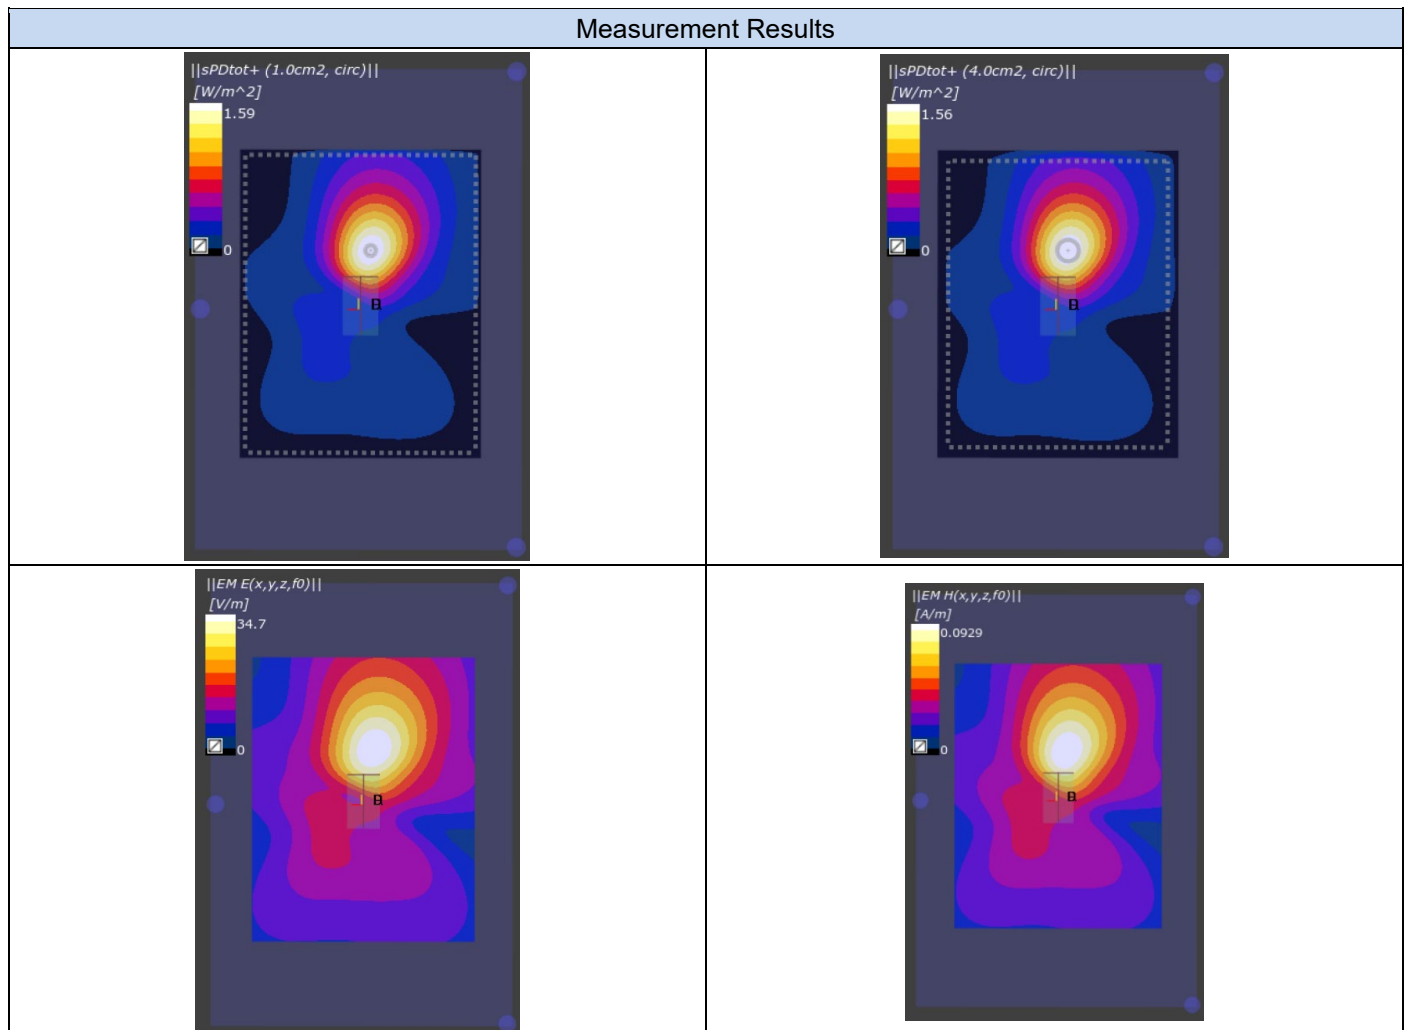 Measurement Results
||sPDtot+ (1.0cm2, circ)||
[W/m^2]
1.59
0
||sPDtot+ (4.0cm2, circ)||
[W/m^2]
1.56
0
||EM E(x,y,z,f0)||
[V/m]
34.7
0
||EM H(x,y,z,f0)||
[A/m]
0.0929
0